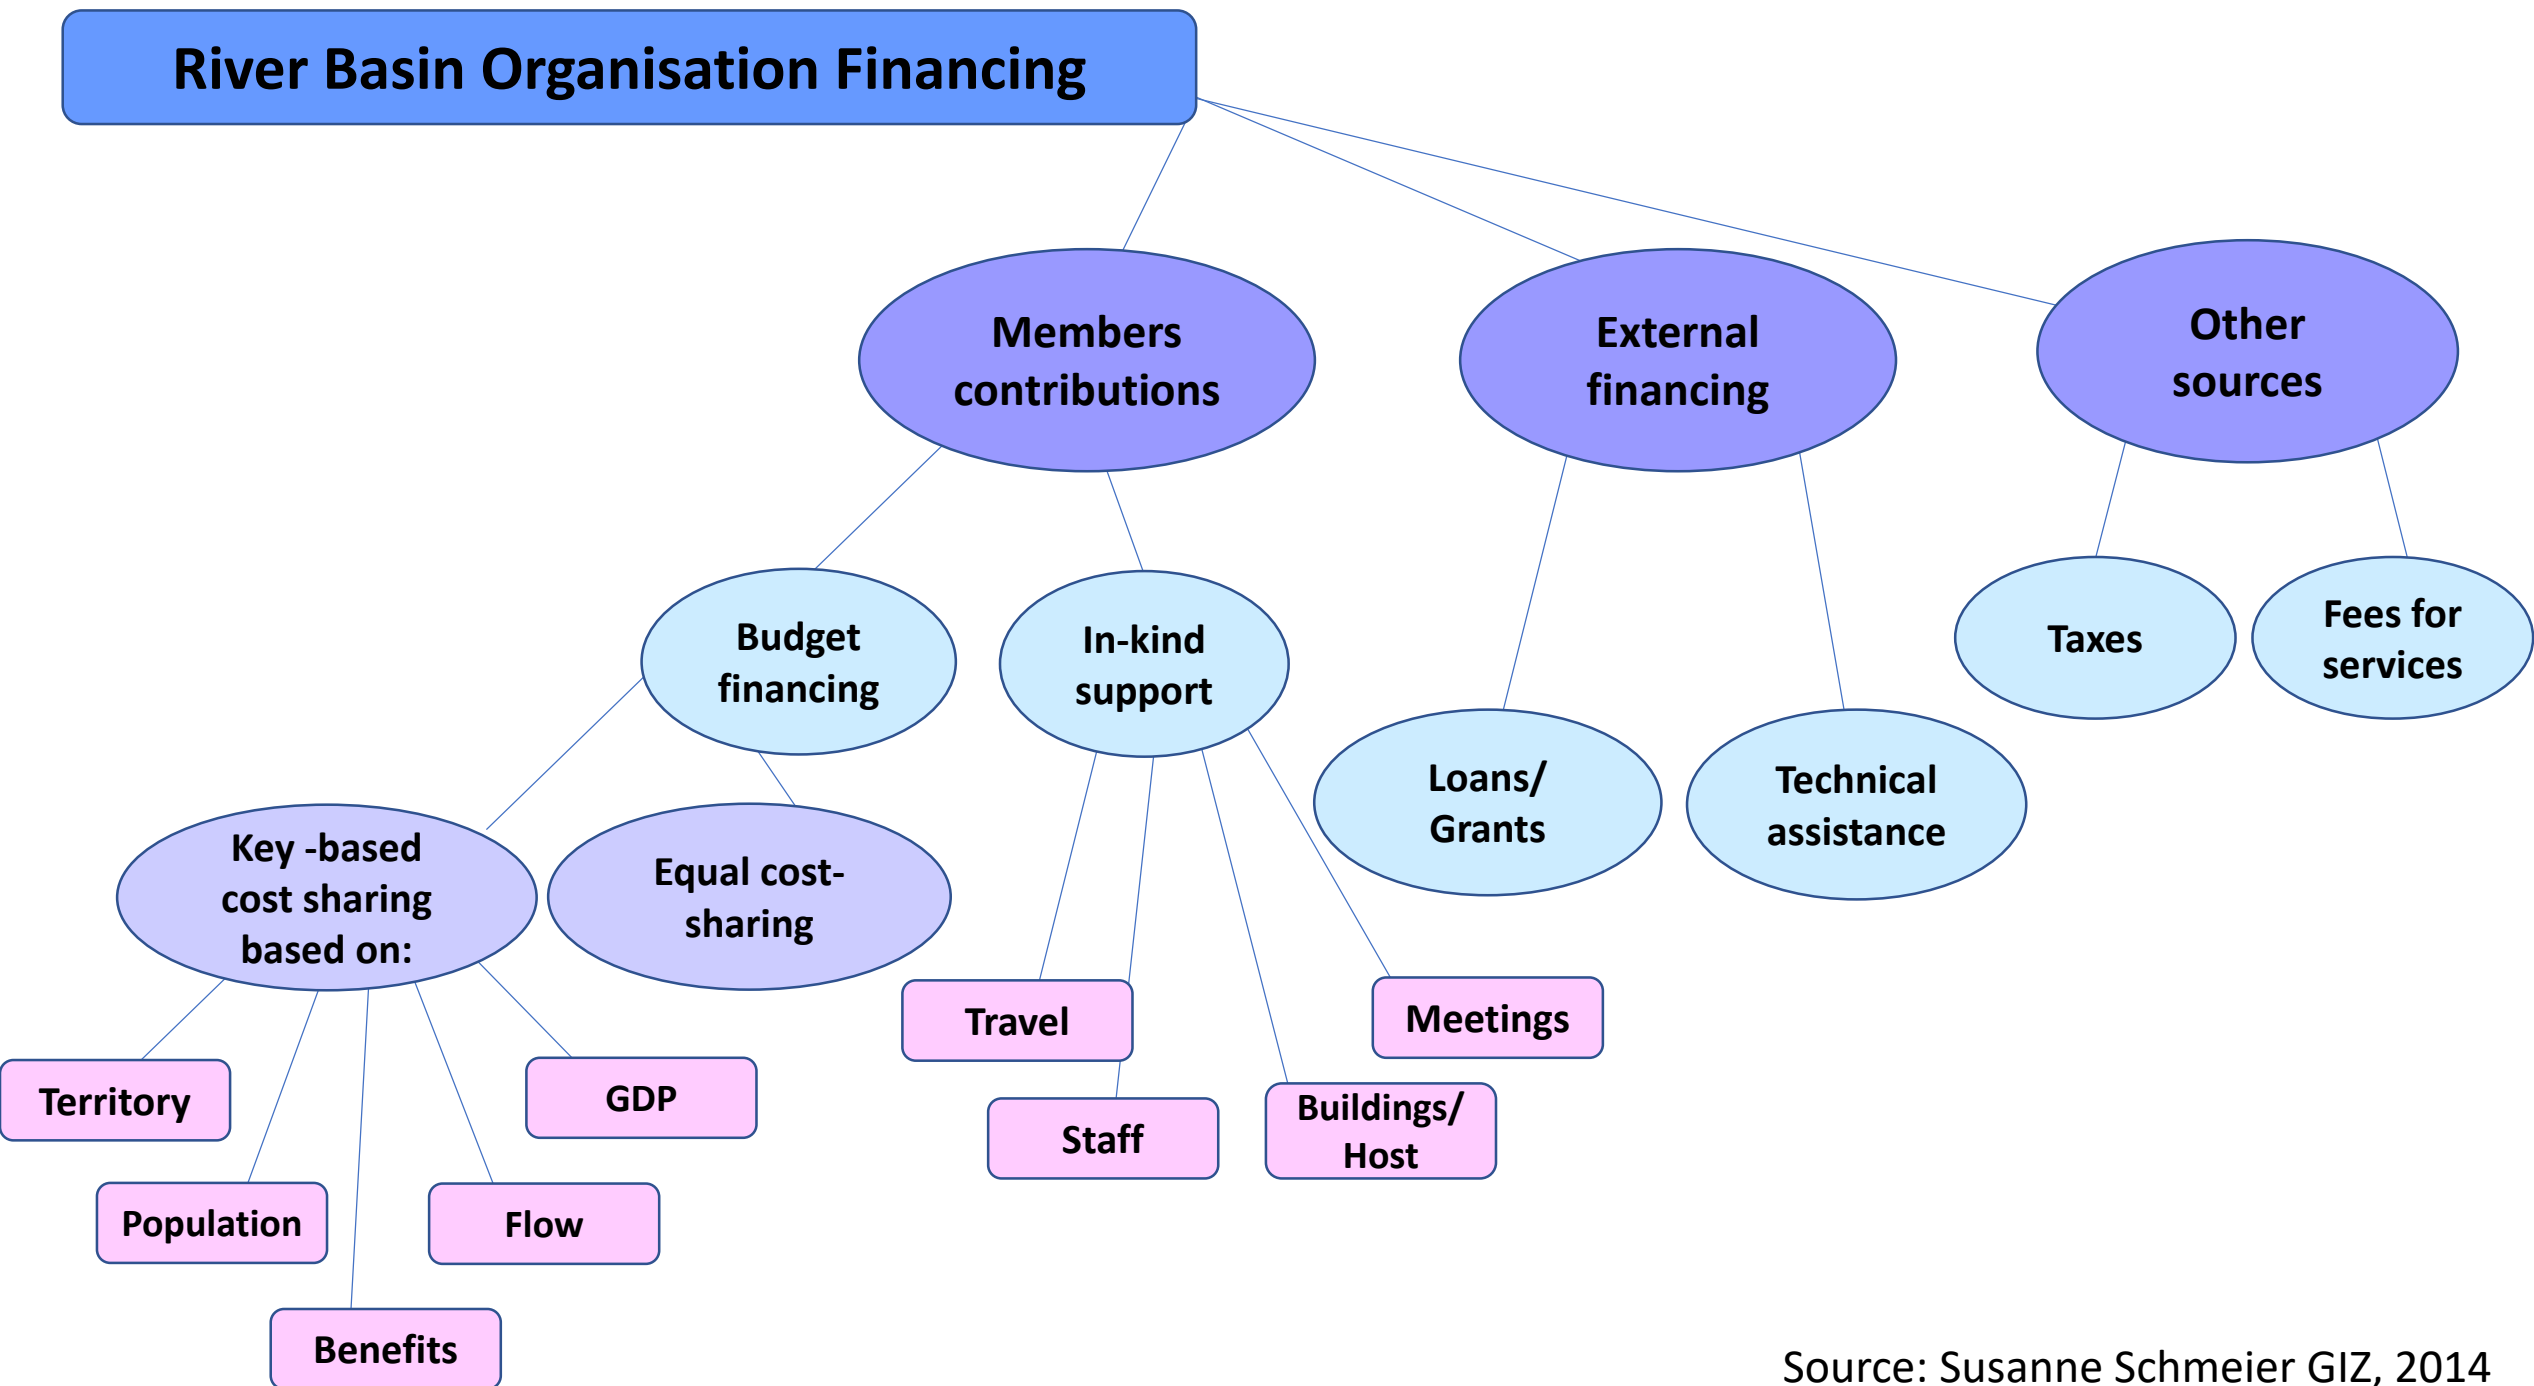 River Basin Organisation Financing
Members
contributions
External
financing
Other
sources
Budget
financing
In-kind
support
Loans/
Grants
Technical
assistance
Taxes
Fees for
services
Key -based
cost sharing
based on:
Equal cost-
sharing
Travel
Meetings
Staff
Buildings/
Host
Territory
GDP
Population
Flow
Benefits
Source: Susanne Schmeier GIZ, 2014